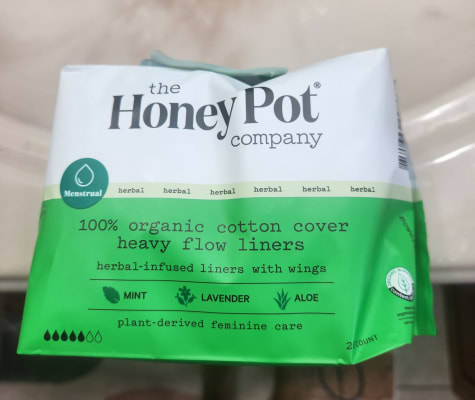 the
Honey Pot®
company
Menstrual
herbal herbal herbal herbal herbal herbal
100% organic cotton cover
heavy flow liners
herbal-infused liners with wings
MINT LAVENDER ALOE
plant-derived feminine care
COUNT